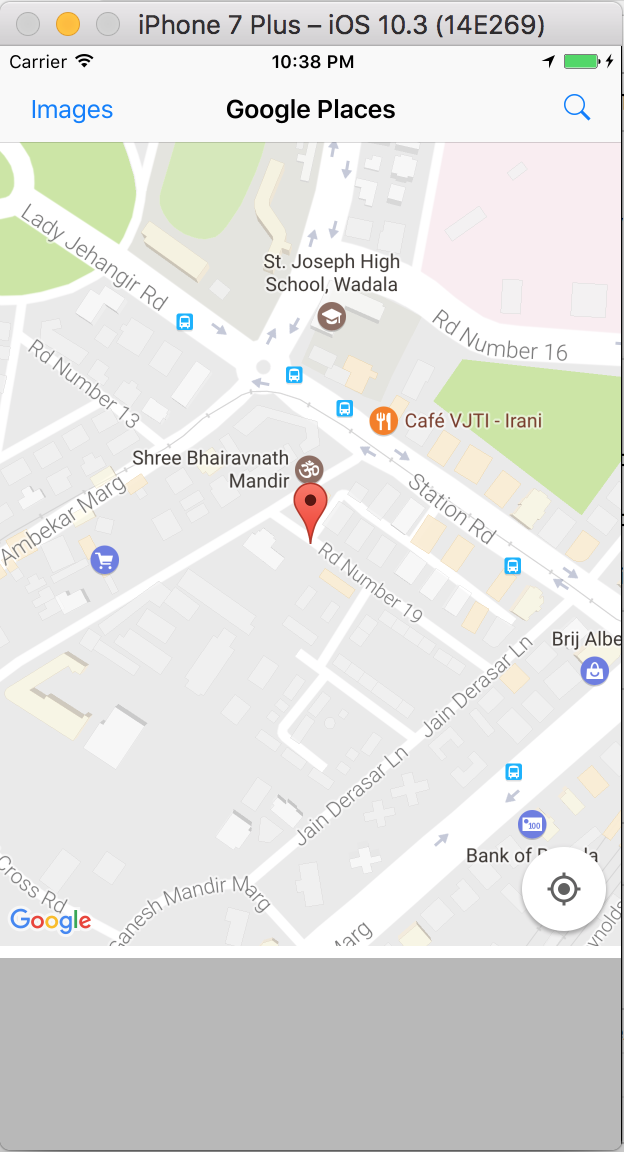 iPhone 7 Plus – iOS 10.3 (14E269)
Carrier 10:38 PM
Images Google Places
Lady Jehangir Rd
St. Joseph High
School, Wadala
Rd Number 16
Rd Number 13
Café VJTI - Irani
Shree Bhairavnath
Mandir
Ambekar Marg
Station Rd
Rd Number 19
Brij Albe
Jain Derasar Ln
Jain Derasar Ln
100
Bank of
Cross Rd
Ganesh Mandir Marg
Marg
Google